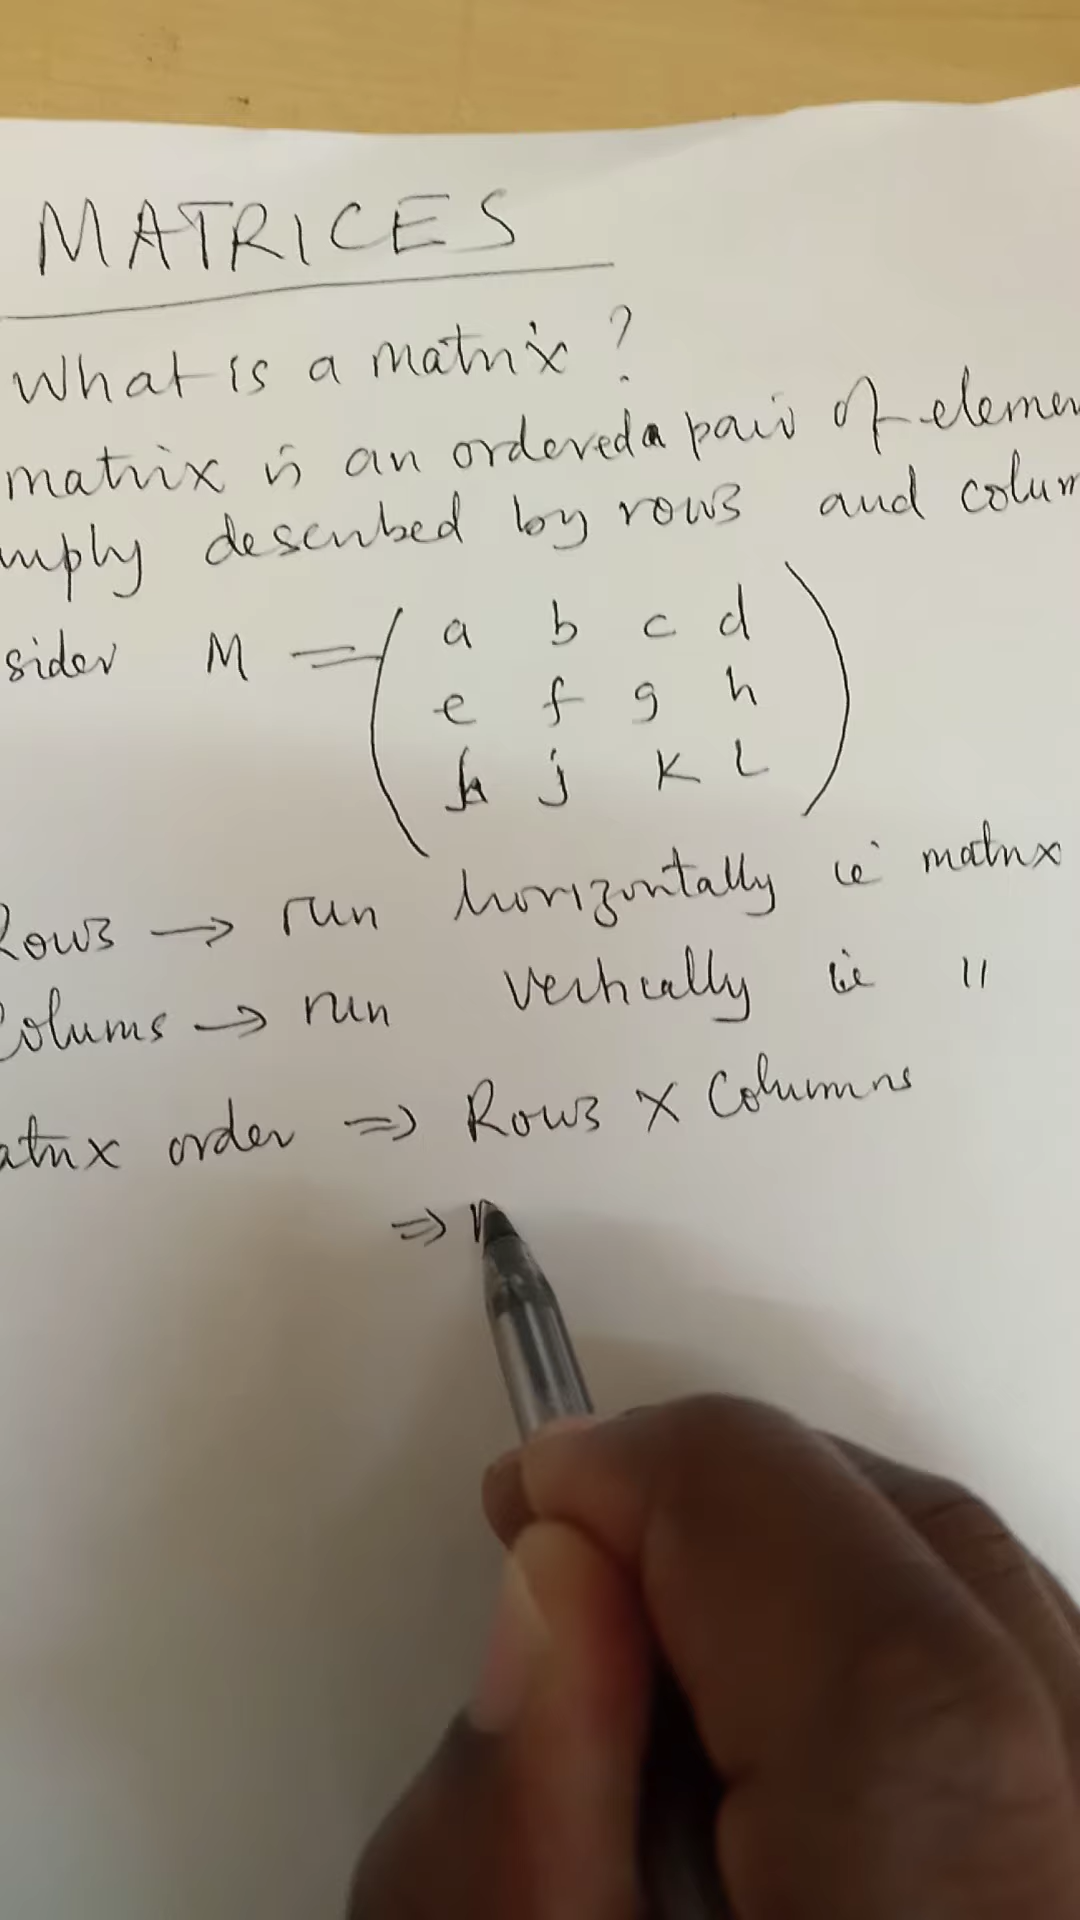 MATRICES
What is a matrix ?
matrix is an ordered pair of elemen
mply described by rows and colum
sider M = ( a b c d
e f g h
j k L )
Rows → run horizontally ie matrix
Colums → run vertically ie "
atrix order ⇒ Rows X Columns
⇒